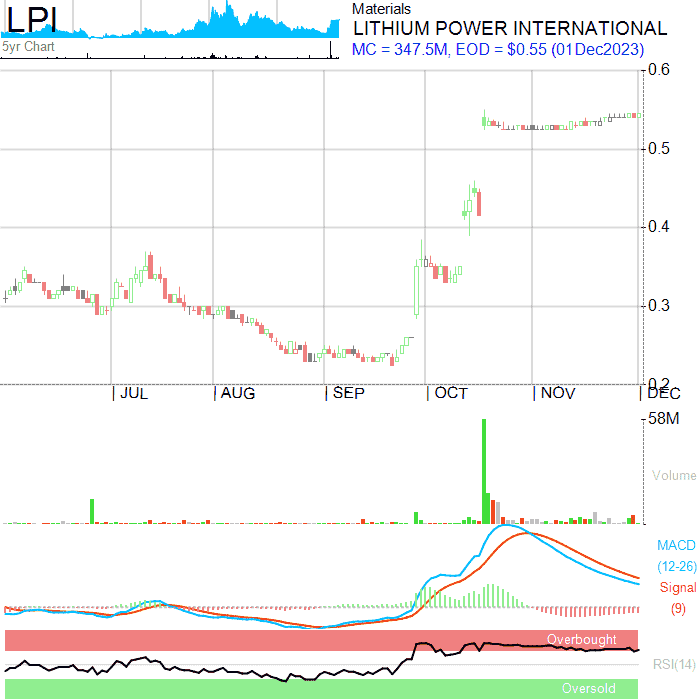 LPI
5yr Chart
Materials
LITHIUM POWER INTERNATIONAL
MC = 347.5M, EOD = $0.55 (01Dec2023)
0.6
0.5
0.4
0.3
0.2
JUL AUG SEP OCT NOV DEC
58M
Volume
MACD
(12-26)
Signal
(9)
Overbought
RSI(14)
Oversold